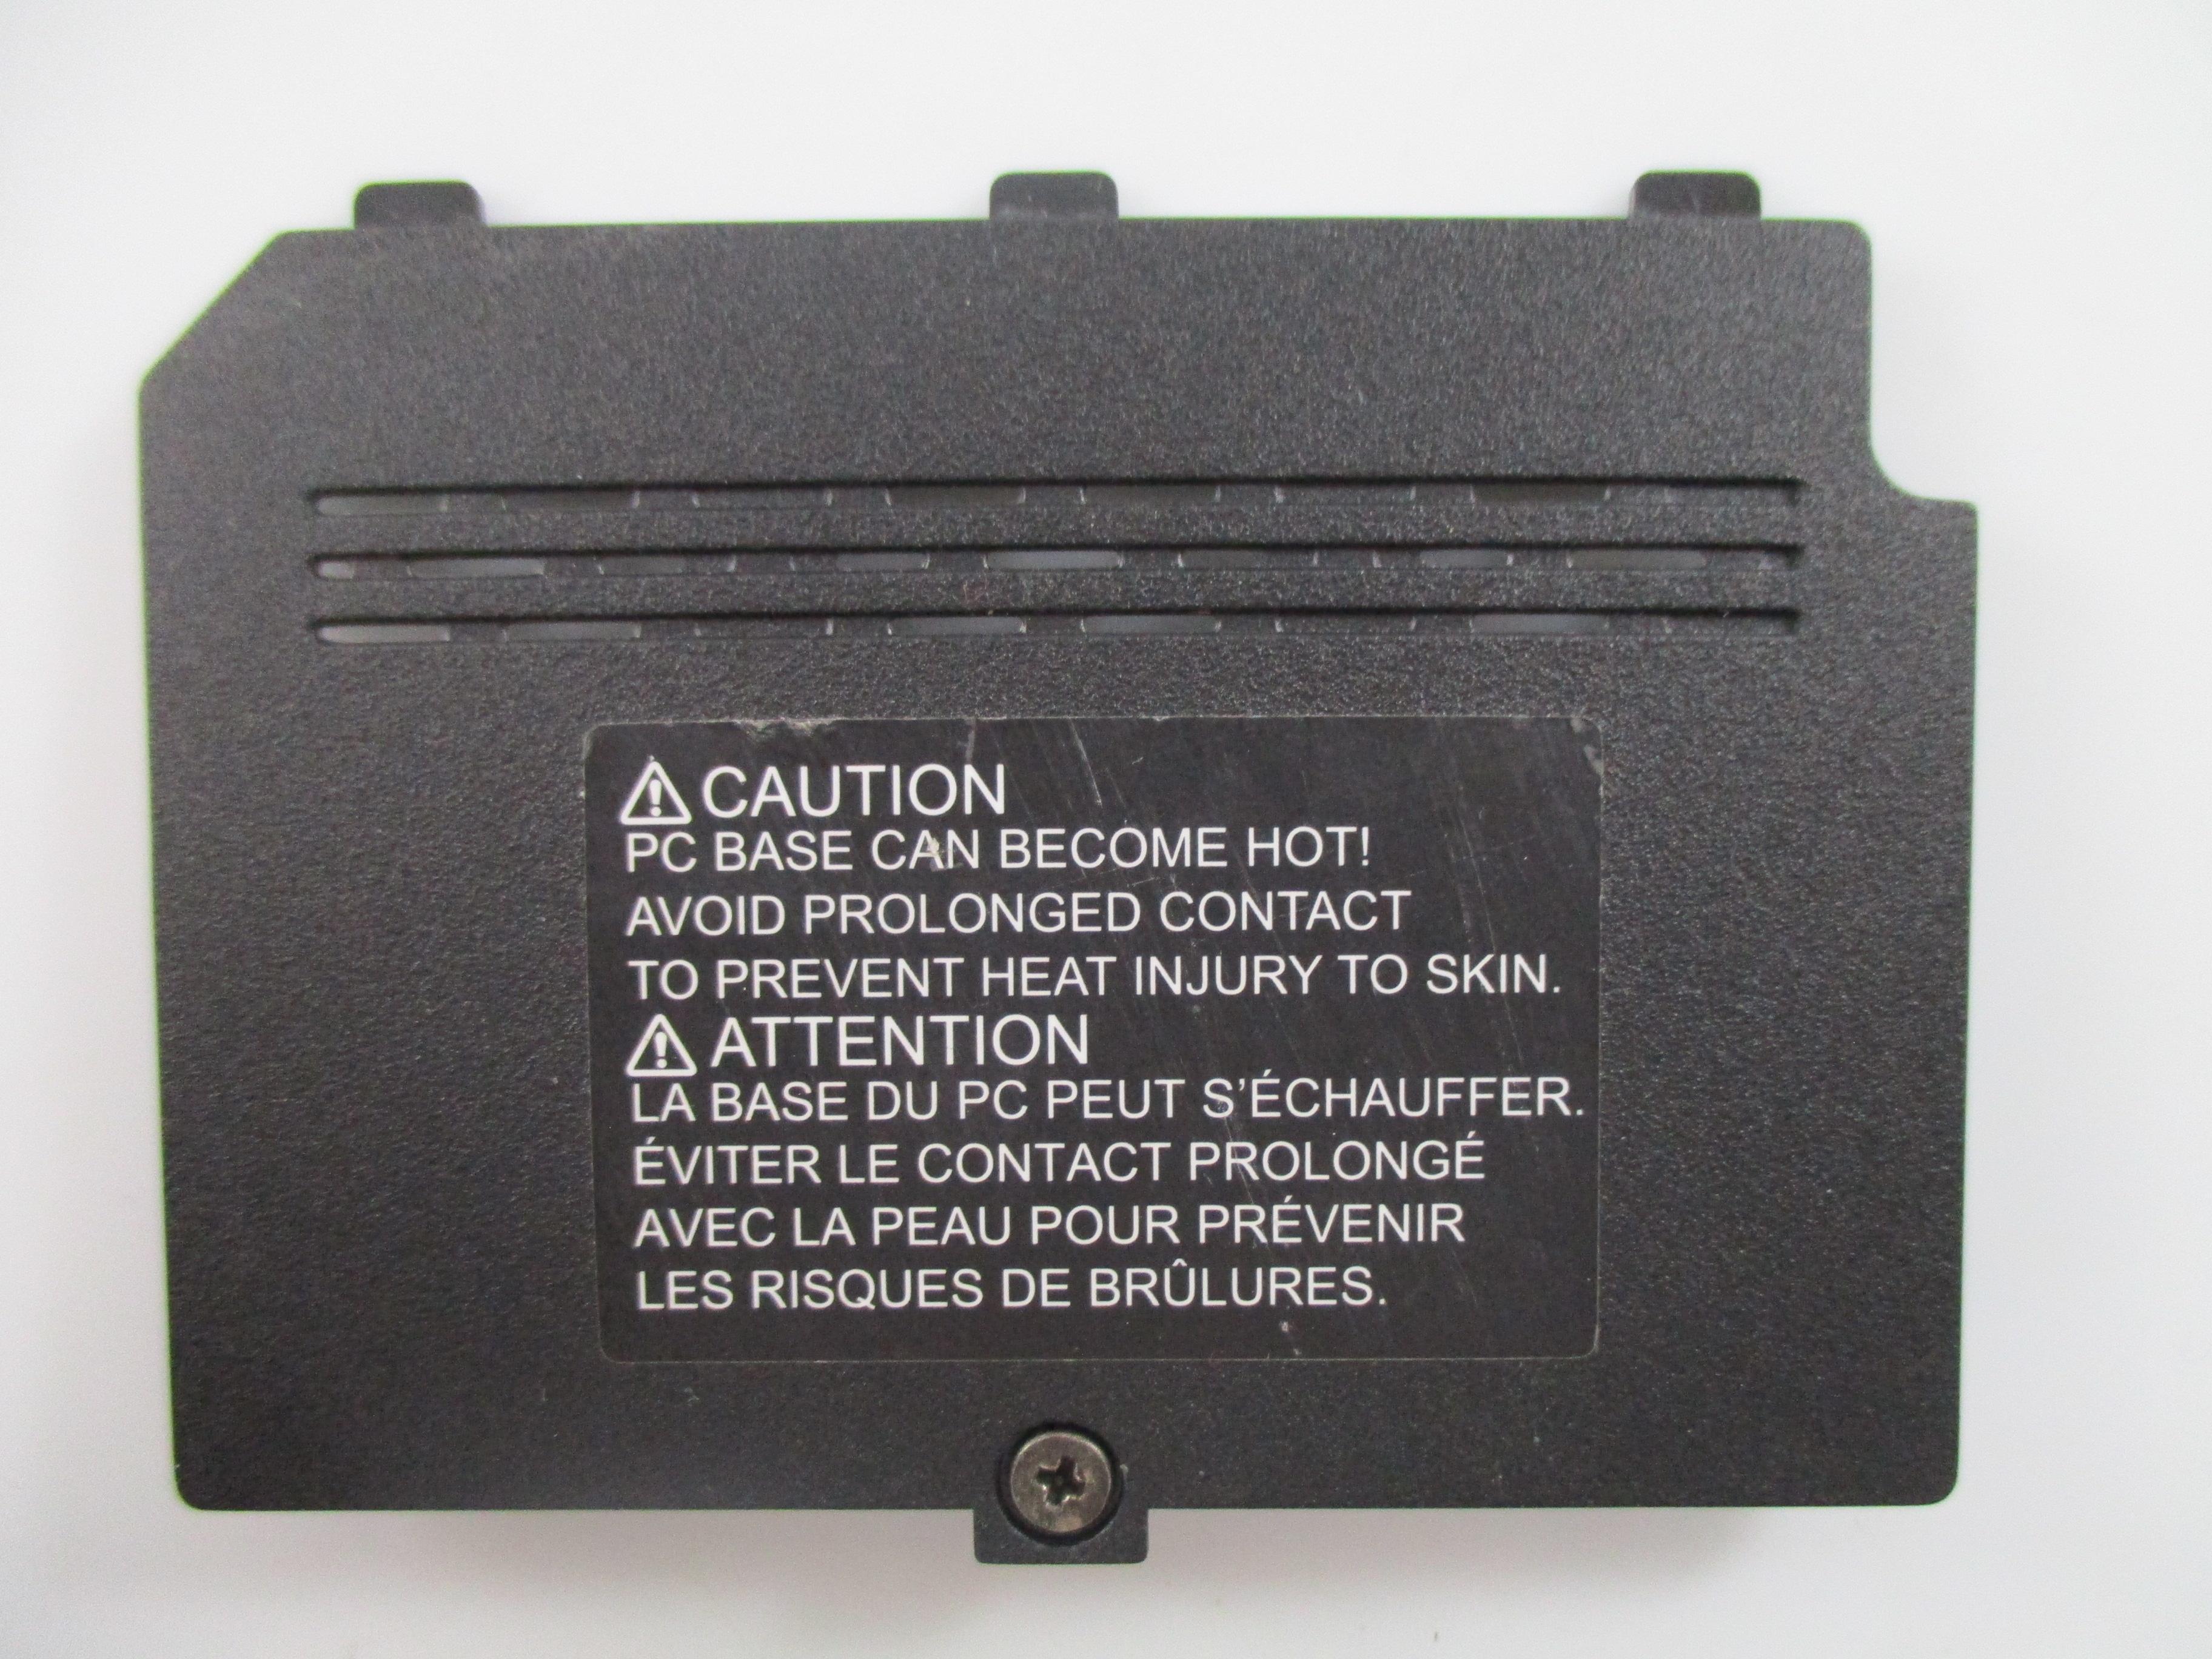 CAUTION
PC BASE CAN BECOME HOT!
AVOID PROLONGED CONTACT
TO PREVENT HEAT INJURY TO SKIN.
ATTENTION
LA BASE DU PC PEUT S'ÉCHAUFFER.
ÉVITER LE CONTACT PROLONGÉ
AVEC LA PEAU POUR PRÉVENIR
LES RISQUES DE BRÛLURES.